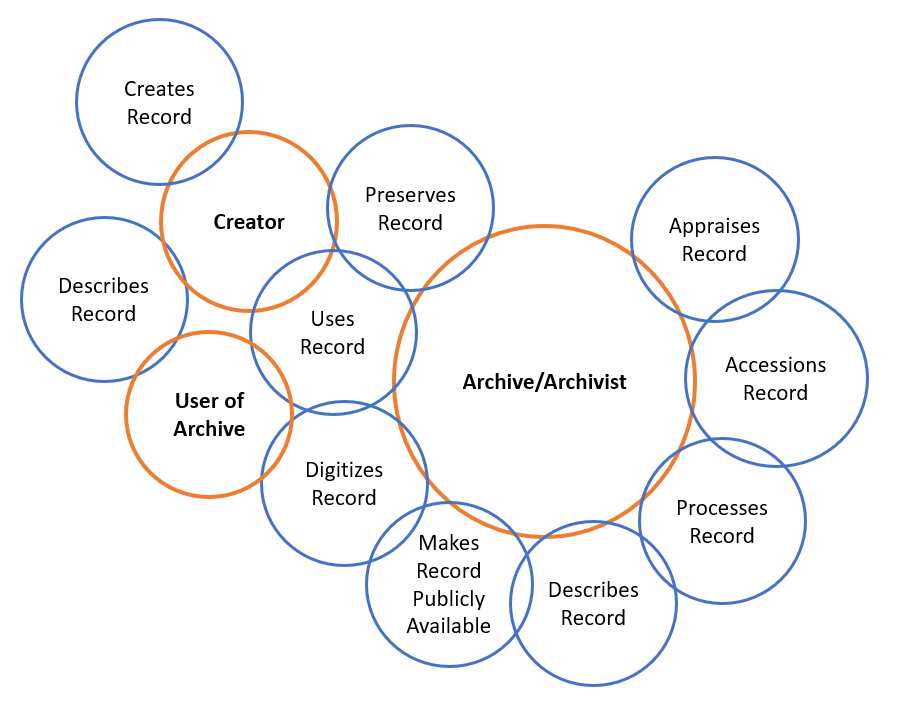 Creates
Record
Creator
Preserves
Record
Appraises
Record
Describes
Record
Uses
Record
Archive/Archivist
Accessions
Record
User of
Archive
Digitizes
Record
Processes
Record
Makes
Record
Publicly
Available
Describes
Record